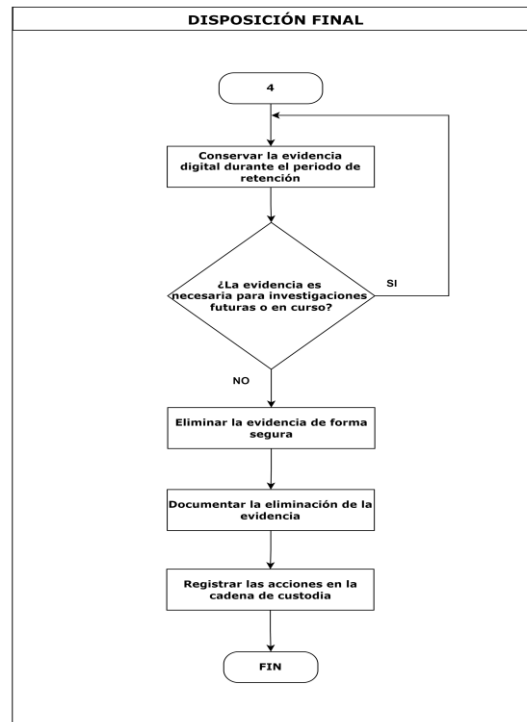 DISPOSICIÓN FINAL
4
Conservar la evidencia
digital durante el periodo de
retención
¿La evidencia es
necesaria para investigaciones
futuras o en curso?
SI
NO
Eliminar la evidencia de forma
segura
Documentar la eliminación de la
evidencia
Registrar las acciones en la
cadena de custodia
FIN